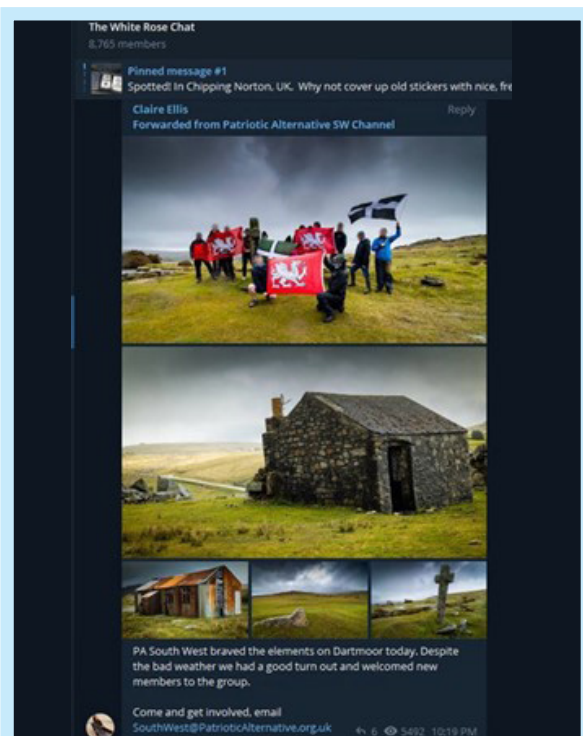 The White Rose Chat
8,765 members
Pinned message #1
Spotted! In Chipping Norton, UK. Why not cover up old stickers with nice, fre
Claire Ellis
Reply
Forwarded from Patriotic Alternative SW Channel
PA South West braved the elements on Dartmoor today. Despite
the bad weather we had a good turn out and welcomed new
members to the group.
Come and get involved, email
SouthWest@PatrioticAlternative.org.uk
6 5492 10:19 PM